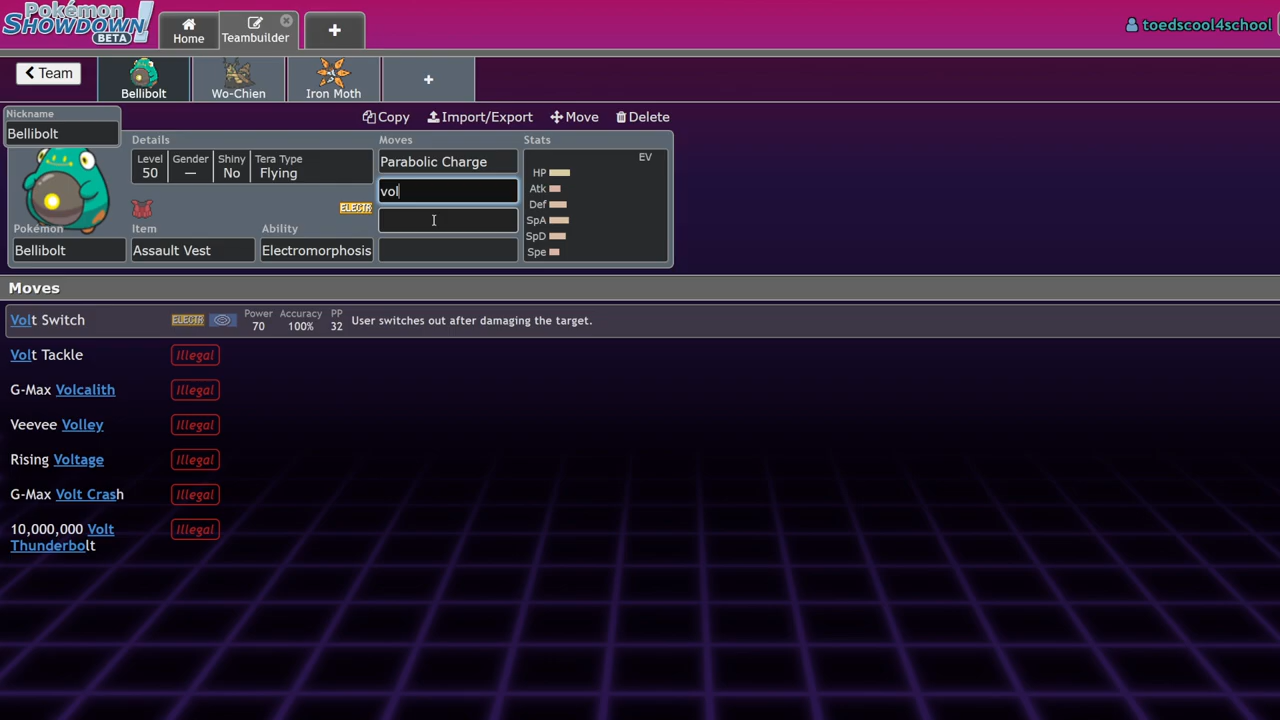 Pokémon
SHOWDOWN!
BETA
Home
Teambuilder
+
toedscool4school
Team
Bellibolt
Wo-Chien
Iron Moth
+
Nickname
Bellibolt
Copy
Import/Export
Move
Delete
Details
Moves
Stats
Level
50
Gender
—
Shiny
No
Tera Type
Flying
ELECTR
Pokémon
Bellibolt
Item
Assault Vest
Ability
Electromorphosis
Parabolic Charge
vol
EV
HP
Atk
Def
SpA
SpD
Spe
Moves
Volt Switch
ELECTR
Power
70
Accuracy
100%
PP
32
User switches out after damaging the target.
Volt Tackle
Illegal
G-Max Volcalith
Illegal
Veevee Volley
Illegal
Rising Voltage
Illegal
G-Max Volt Crash
Illegal
10,000,000 Volt
Thunderbolt
Illegal